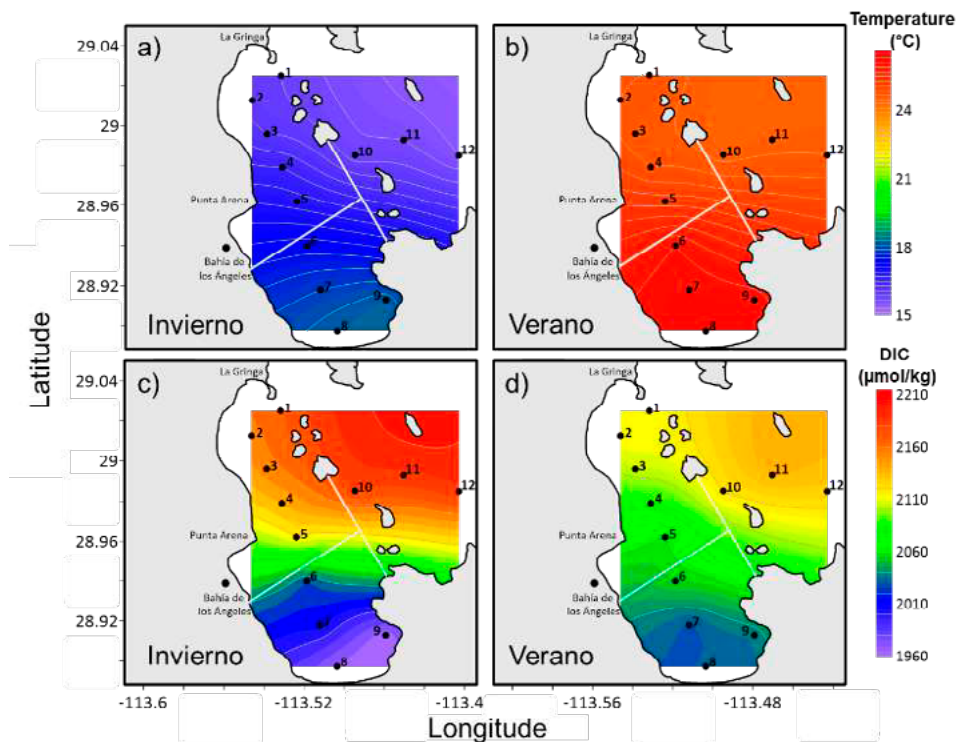 a)
La Gringa
1
2
3
4
5
6
7
8
9
10
11
12
Punta Arena
Bahía de
los Ángeles
Invierno
b)
La Gringa
1
2
3
4
5
6
7
8
9
10
11
12
Punta Arena
Bahía de
los Ángeles
Verano
Temperature
(°C)
24
21
18
15
c)
La Gringa
1
2
3
4
5
6
7
8
9
10
11
12
Punta Arena
Bahía de
los Angeles
Invierno
d)
La Gringa
1
2
3
4
5
6
7
8
9
10
11
12
Punta Arena
Bahía de
los Ángeles
Verano
DIC
(µmol/kg)
2210
2160
2110
2060
2010
1960
29.04
29
28.96
28.92
29.04
29
28.96
28.92
Latitude
-113.6
-113.52
-113.4
-113.56
-113.48
Longitude